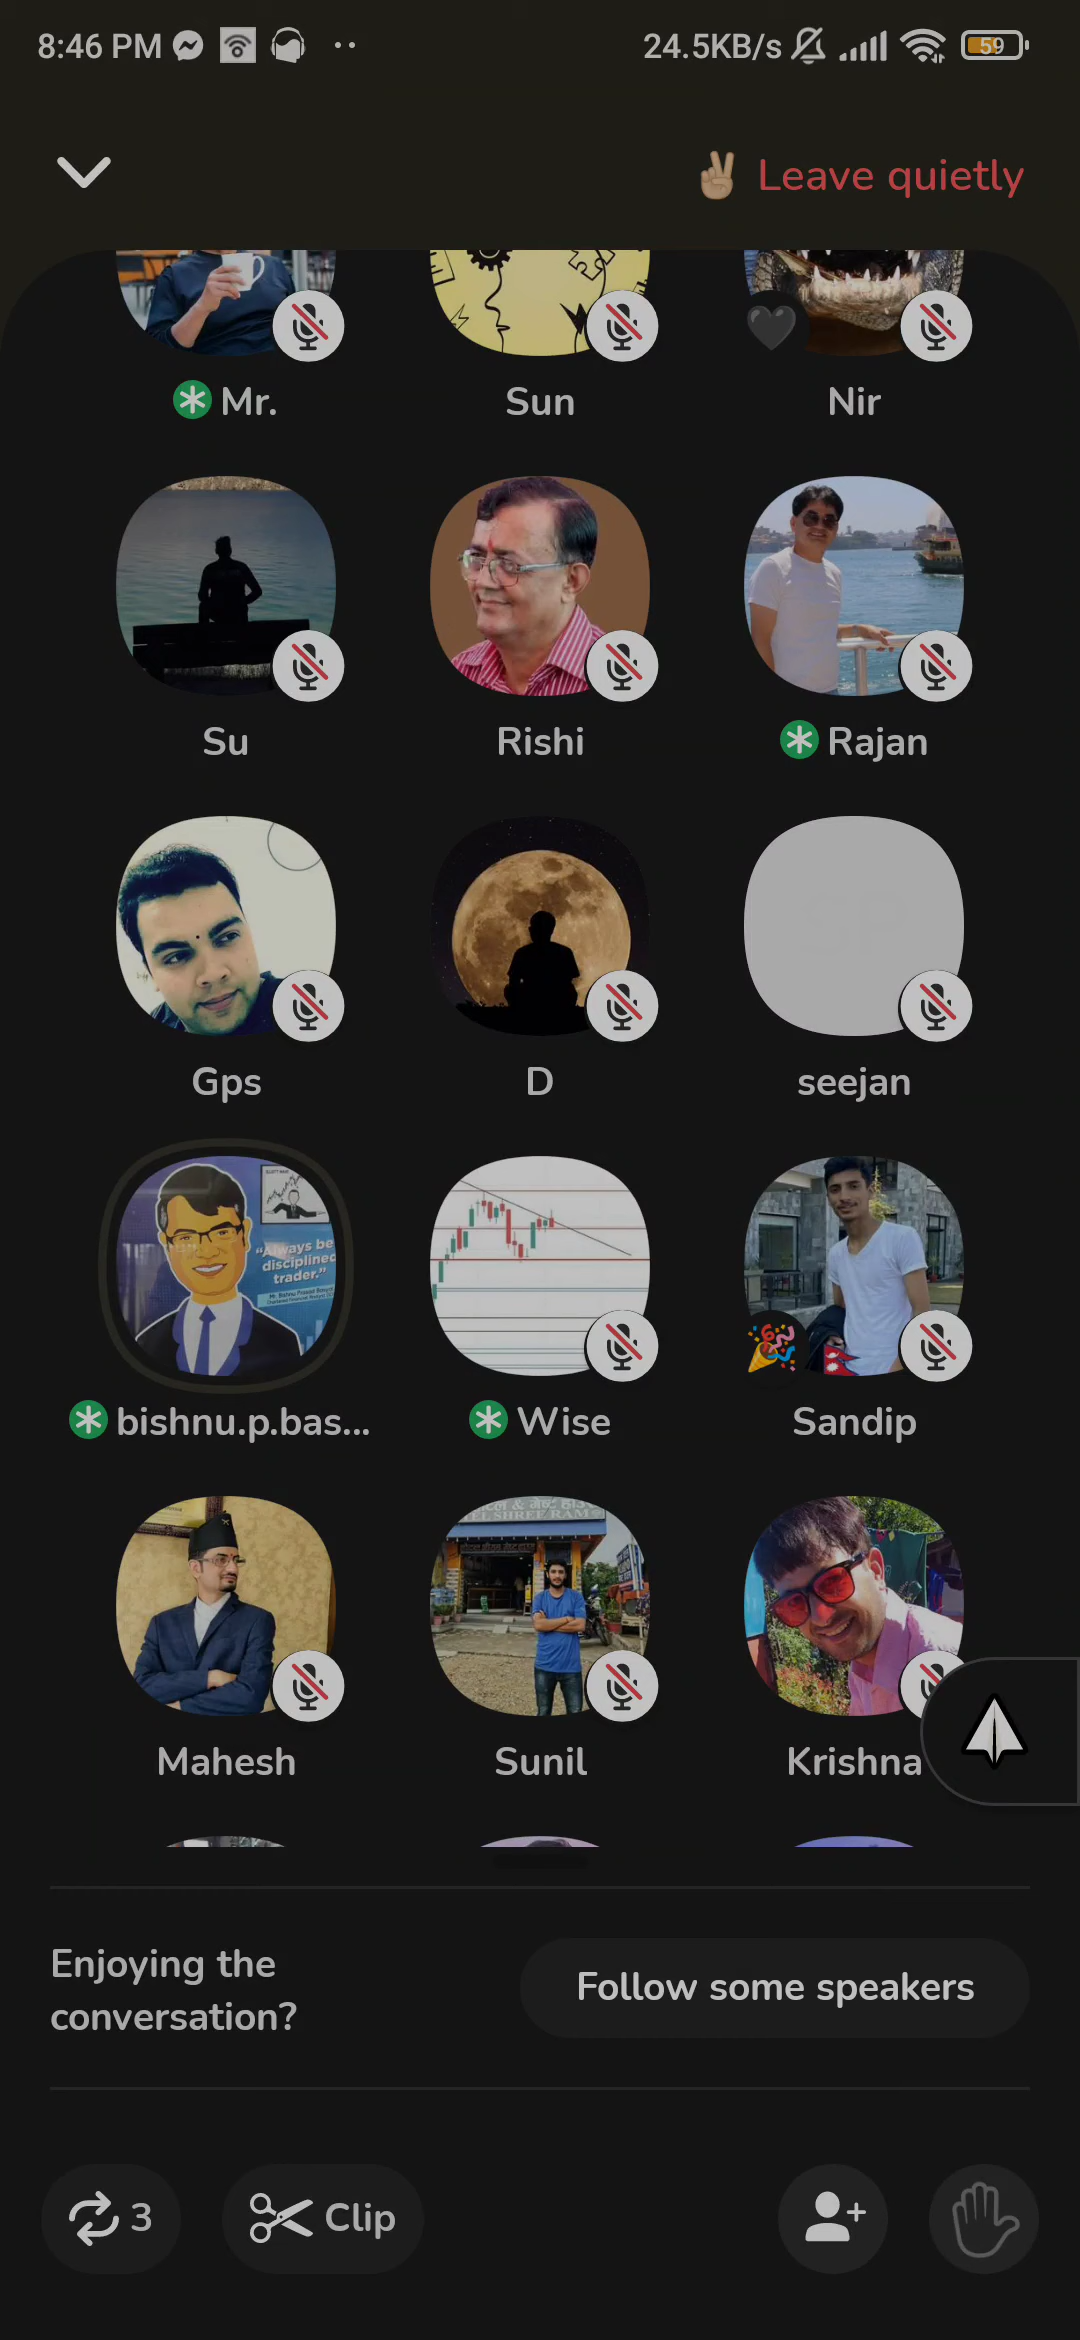 8:46 PM 24.5KB/s 59
Leave quietly
Mr. Sun Nir
Su Rishi Rajan
Gps D seejan
"Always be
disciplined
trader."
bishnu.p.bas... Wise Sandip
Mahesh Sunil Krishna
Enjoying the
conversation?
Follow some speakers
3 Clip